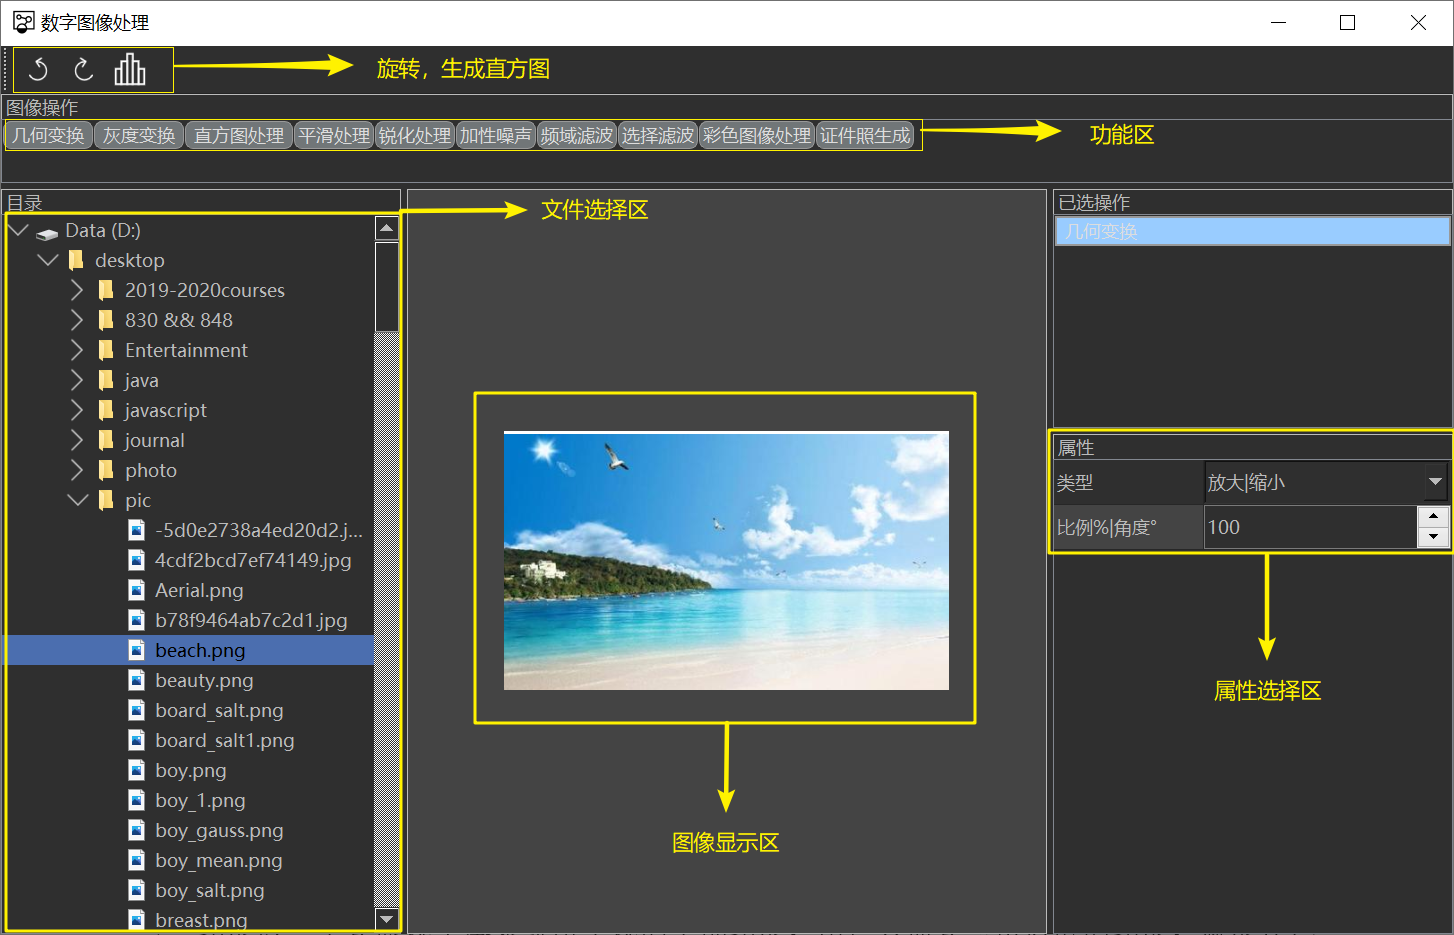 数字图像处理
旋转，生成直方图
图像操作
几何变换 灰度变换 直方图处理 平滑处理 锐化处理 加性噪声 频域滤波 选择滤波 彩色图像处理 证件照生成
功能区
目录
文件选择区
已选操作
Data (D:)
几何变换
desktop
2019-2020courses
830 && 848
Entertainment
java
javascript
journal
属性
photo
类型
放大|缩小
pic
比例%|角度°
100
-5d0e2738a4ed20d2.j...
4cdf2bcd7ef74149.jpg
Aerial.png
b78f9464ab7c2d1.jpg
beach.png
beauty.png
属性选择区
board_salt.png
board_salt1.png
boy.png
boy_1.png
boy_gauss.png
图像显示区
boy_mean.png
boy_salt.png
breast.png